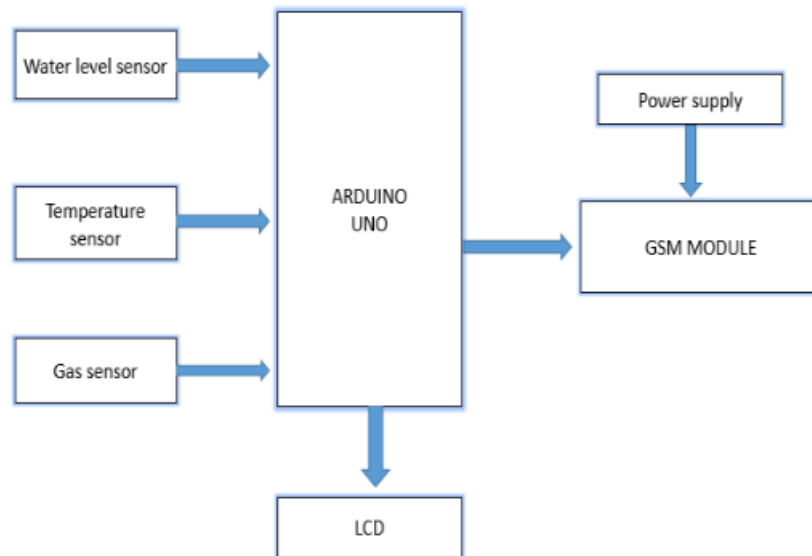 Water level sensor
Temperature
sensor
Gas sensor
ARDUINO
UNO
LCD
Power supply
GSM MODULE